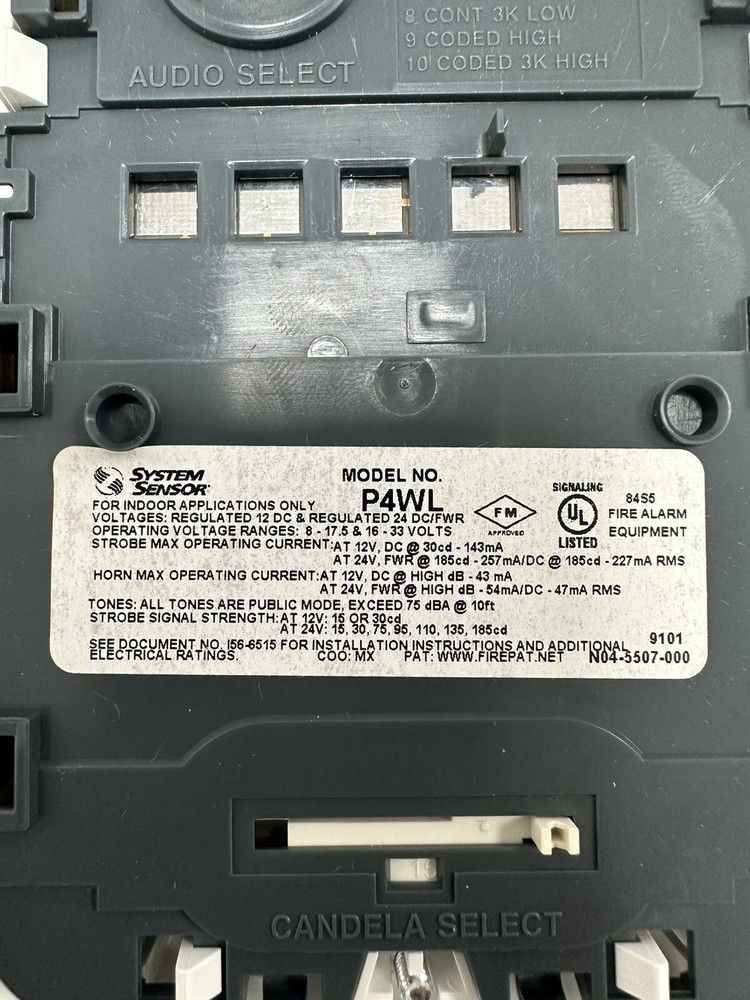 8 CONT 3K LOW
9 CODED HIGH
10 CODED 3K HIGH
AUDIO SELECT
SYSTEM
SENSOR
MODEL NO.
P4WL
FOR INDOOR APPLICATIONS ONLY
VOLTAGES: REGULATED 12 DC & REGULATED 24 DC/FWR
OPERATING VOLTAGE RANGES: 8 - 17.5 & 16 - 33 VOLTS
FM
APPROVED
SIGNALING
UL
LISTED
84S5
FIRE ALARM
EQUIPMENT
STROBE MAX OPERATING CURRENT:AT 12V, DC @ 30cd - 143mA
AT 24V, FWR @ 185cd - 257mA/DC @ 185cd - 227mA RMS
HORN MAX OPERATING CURRENT:AT 12V, DC @ HIGH dB - 43 mA
AT 24V, FWR @ HIGH dB - 54mA/DC - 47mA RMS
TONES: ALL TONES ARE PUBLIC MODE, EXCEED 75 dBA @ 10ft
STROBE SIGNAL STRENGTH:AT 12V: 15 OR 30cd
AT 24V: 15, 30, 75, 95, 110, 135, 185cd
SEE DOCUMENT NO. I56-6515 FOR INSTALLATION INSTRUCTIONS AND ADDITIONAL 9101
ELECTRICAL RATINGS. COO: MX PAT: WWW.FIREPAT.NET N04-5507-000
15
CANDELA SELECT